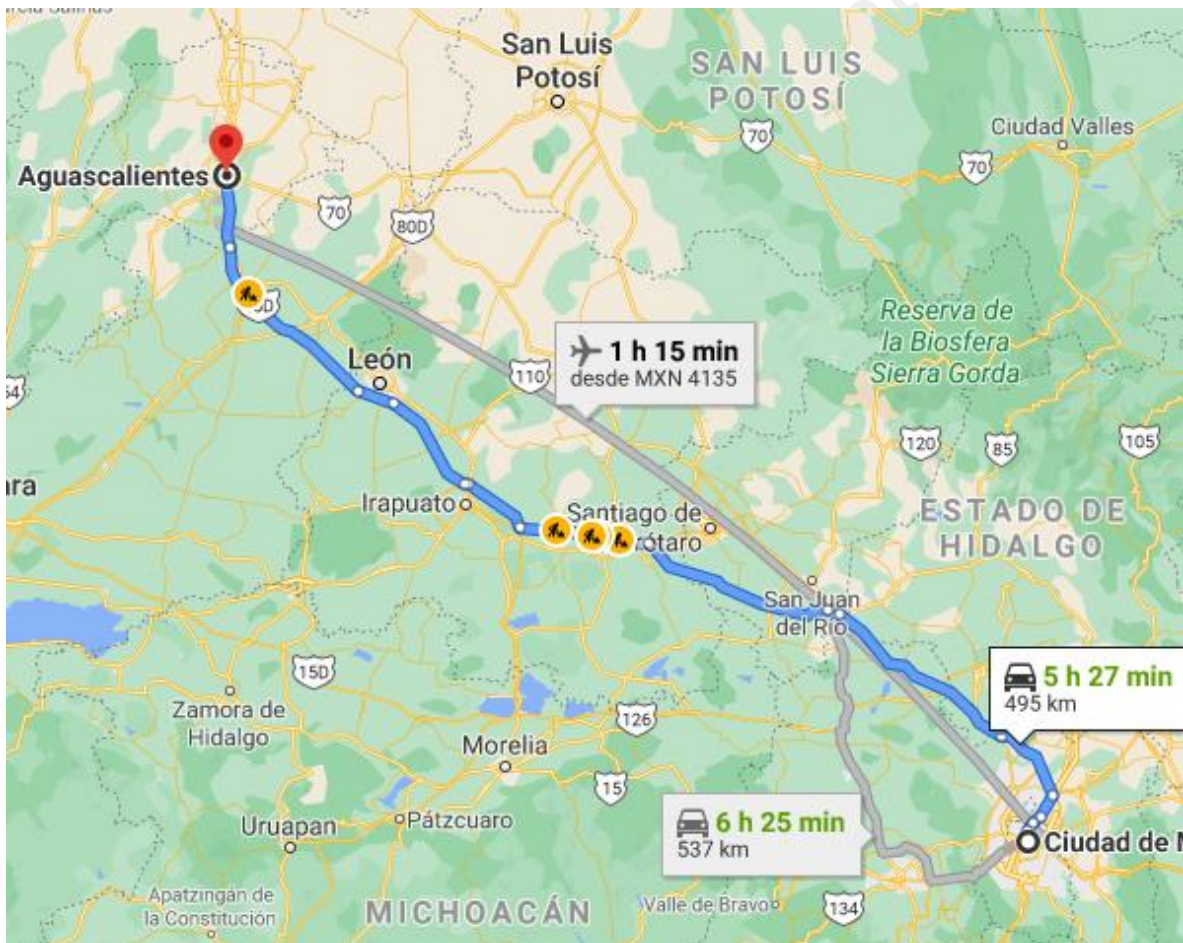 San Luis
Potosí
SAN LUIS
POTOSÍ
70
Ciudad Valles
70
Aguascalientes
70
80D
Reserva de
la Biosfera
Sierra Gorda
1 h 15 min
desde MXN 4135
León
110
120
85
105
Irapuato
Santiago de
ESTADO DE
HIDALGO
San Juan
del Río
15D
5 h 27 min
495 km
Zamora de
Hidalgo
126
Morelia
15
6 h 25 min
537 km
Uruapan
Pátzcuaro
Ciudad de
Apatzingán de
la Constitución
MICHOACÁN
Valle de Bravo
134